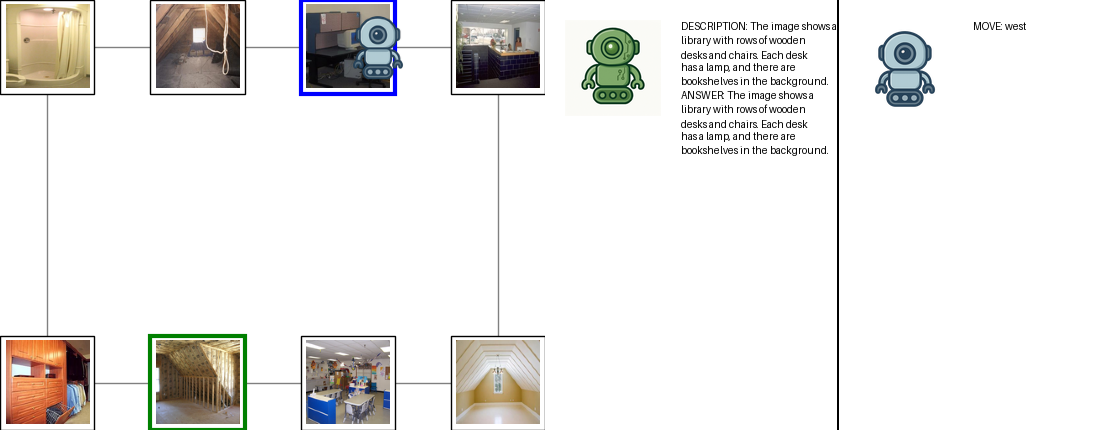 DESCRIPTION: The image shows a
library with rows of wooden
desks and chairs. Each desk
has a lamp, and there are
bookshelves in the background.
ANSWER: The image shows a
library with rows of wooden
desks and chairs. Each desk
has a lamp, and there are
bookshelves in the background.
MOVE: west